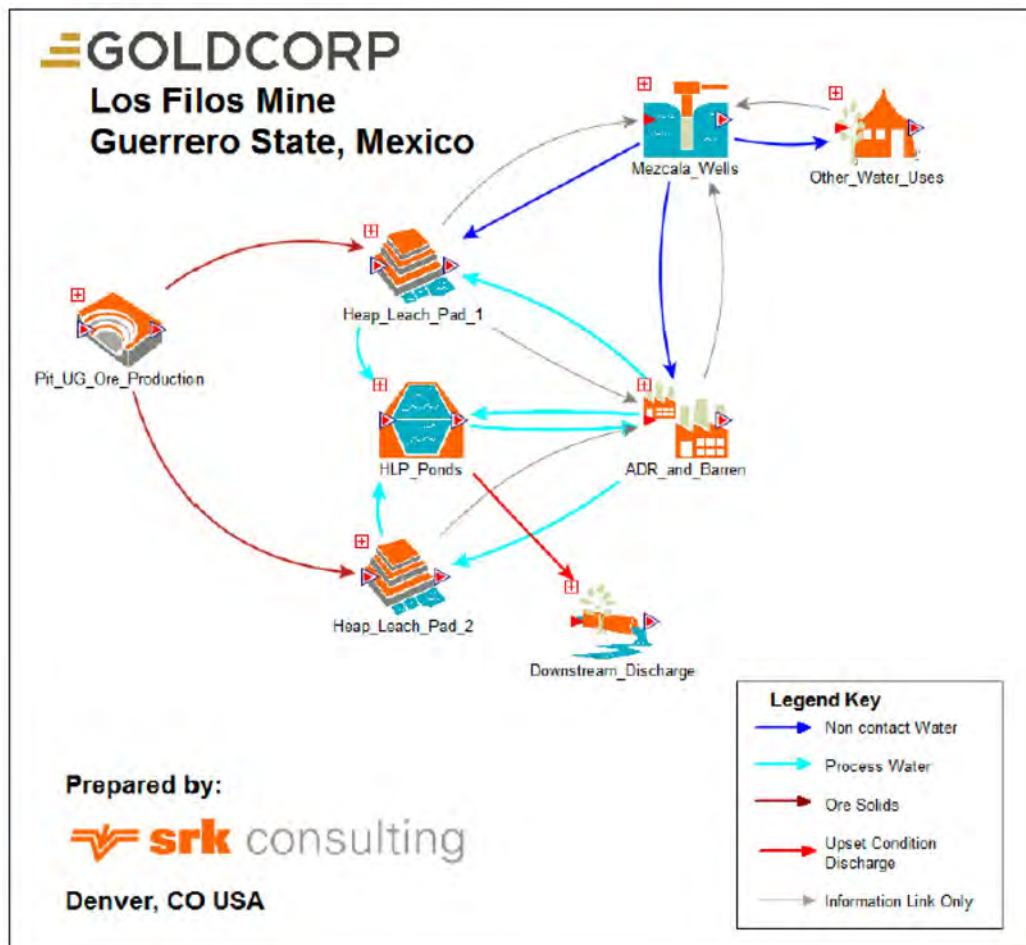 GOLDCORP
Los Filos Mine
Guerrero State, Mexico
Mezcala_Wells
Other_Water_Uses
Heap_Leach_Pad_1
Pit_UG_Ore_Production
HLP_Ponds
ADR_and_Barren
Heap_Leach_Pad_2
Downstream_Discharge
Legend Key
Non contact Water
Process Water
Ore Solids
Upset Condition
Discharge
Information Link Only
Prepared by:
srk consulting
Denver, CO USA